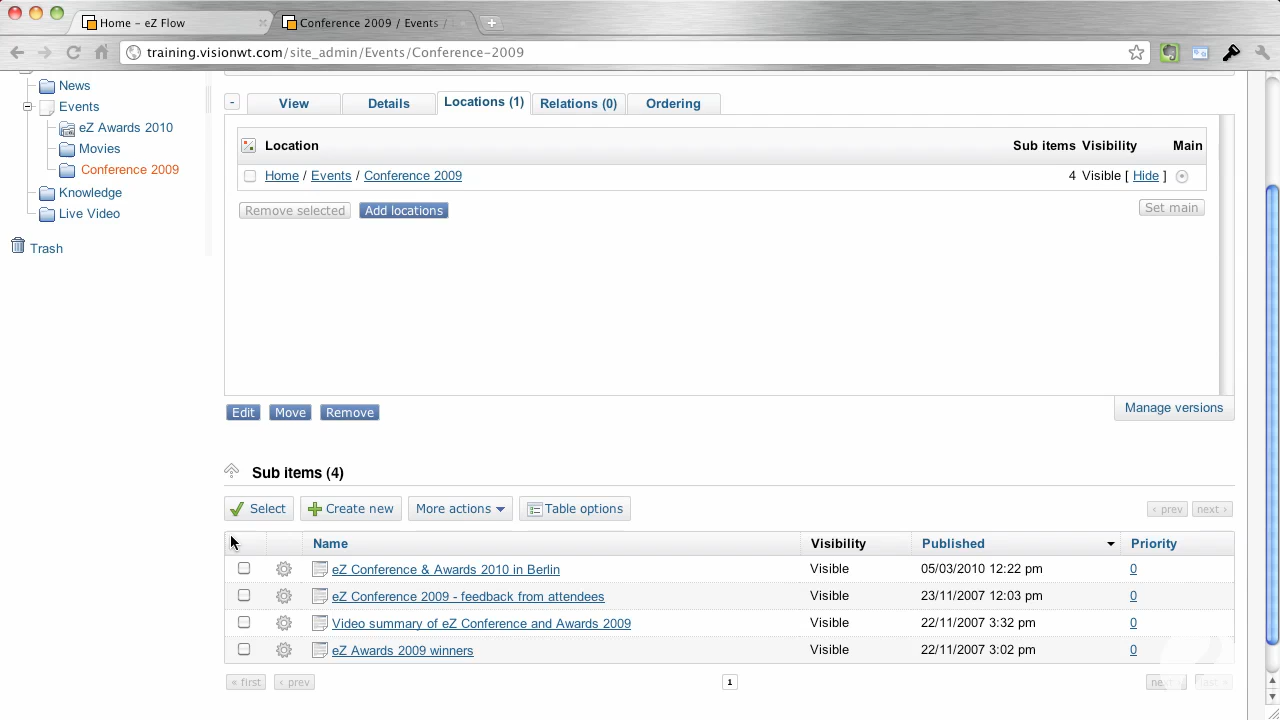 Home – eZ Flow
Conference 2009 / Events /
training.visionwt.com/site_admin/Events/Conference-2009
News
Events
eZ Awards 2010
Movies
Conference 2009
Knowledge
Live Video
Trash
- View Details Locations (1) Relations (0) Ordering
Location Sub items Visibility Main
Home / Events / Conference 2009 4 Visible [ Hide ]
Remove selected Add locations Set main
Edit Move Remove Manage versions
Sub items (4)
Select Create new More actions Table options ‹ prev next ›
Name Visibility Published Priority
eZ Conference & Awards 2010 in Berlin Visible 05/03/2010 12:22 pm 0
eZ Conference 2009 - feedback from attendees Visible 23/11/2007 12:03 pm 0
Video summary of eZ Conference and Awards 2009 Visible 22/11/2007 3:32 pm 0
eZ Awards 2009 winners Visible 22/11/2007 3:02 pm 0
« first ‹ prev 1 next last »